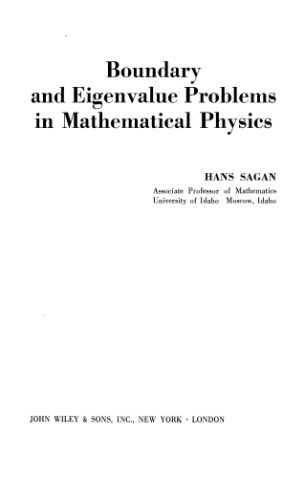 Boundary
and Eigenvalue Problems
in Mathematical Physics
HANS SAGAN
Associate Professor of Mathematics
University of Idaho Moscow, Idaho
JOHN WILEY & SONS, INC., NEW YORK · LONDON